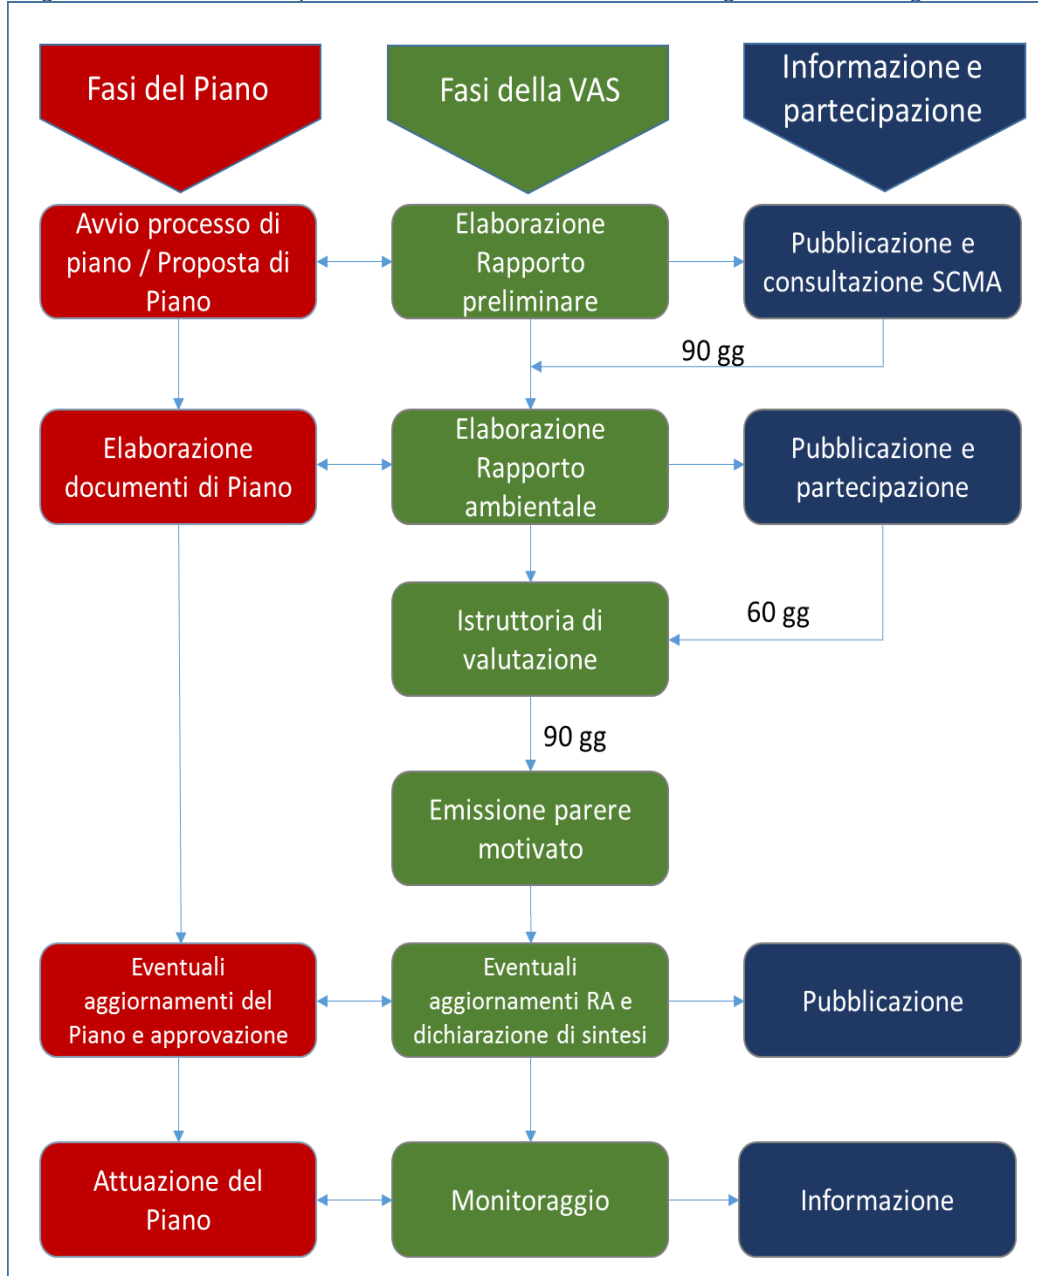 Fasi del Piano
Fasi della VAS
Informazione e
partecipazione
Avvio processo di
piano / Proposta di
Piano
Elaborazione
Rapporto
preliminare
Pubblicazione e
consultazione SCMA
90 gg
Elaborazione
documenti di Piano
Elaborazione
Rapporto
ambientale
Pubblicazione e
partecipazione
Istruttoria di
valutazione
60 gg
90 gg
Emissione parere
motivato
Eventuali
aggiornamenti del
Piano e approvazione
Eventuali
aggiornamenti RA e
dichiarazione di sintesi
Pubblicazione
Attuazione del
Piano
Monitoraggio
Informazione